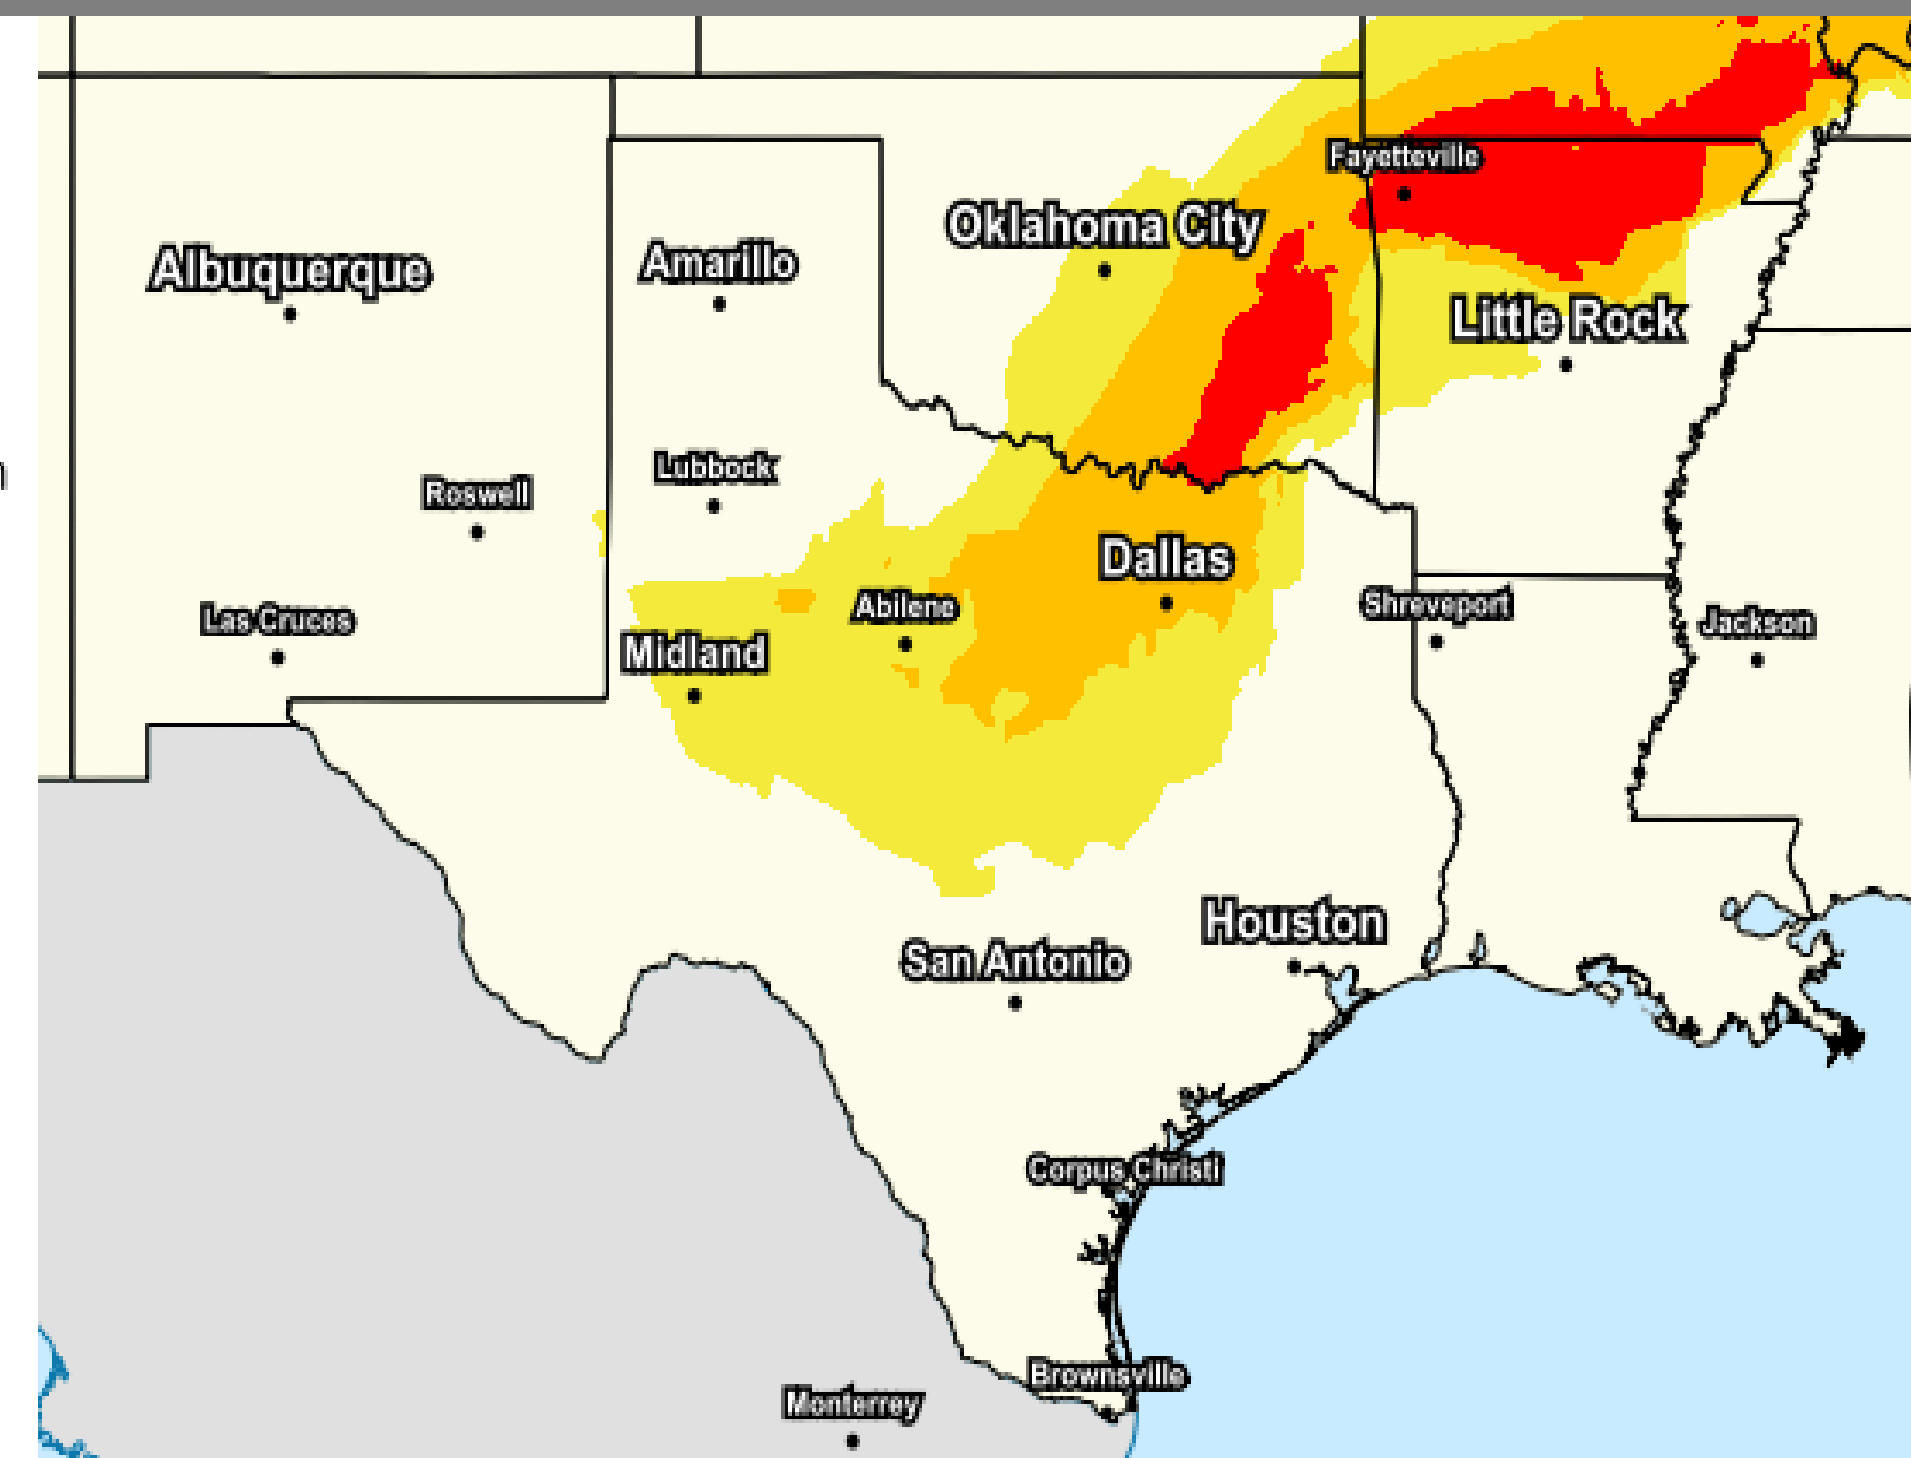 Fayetteville
Oklahoma City
Albuquerque
Amarillo
Little Rock
Lubbock
Roswell
Dallas
Abilene
Shreveport
Las Cruces
Jackson
Midland
Houston
San Antonio
Corpus Christi
Brownsville
Monterrey